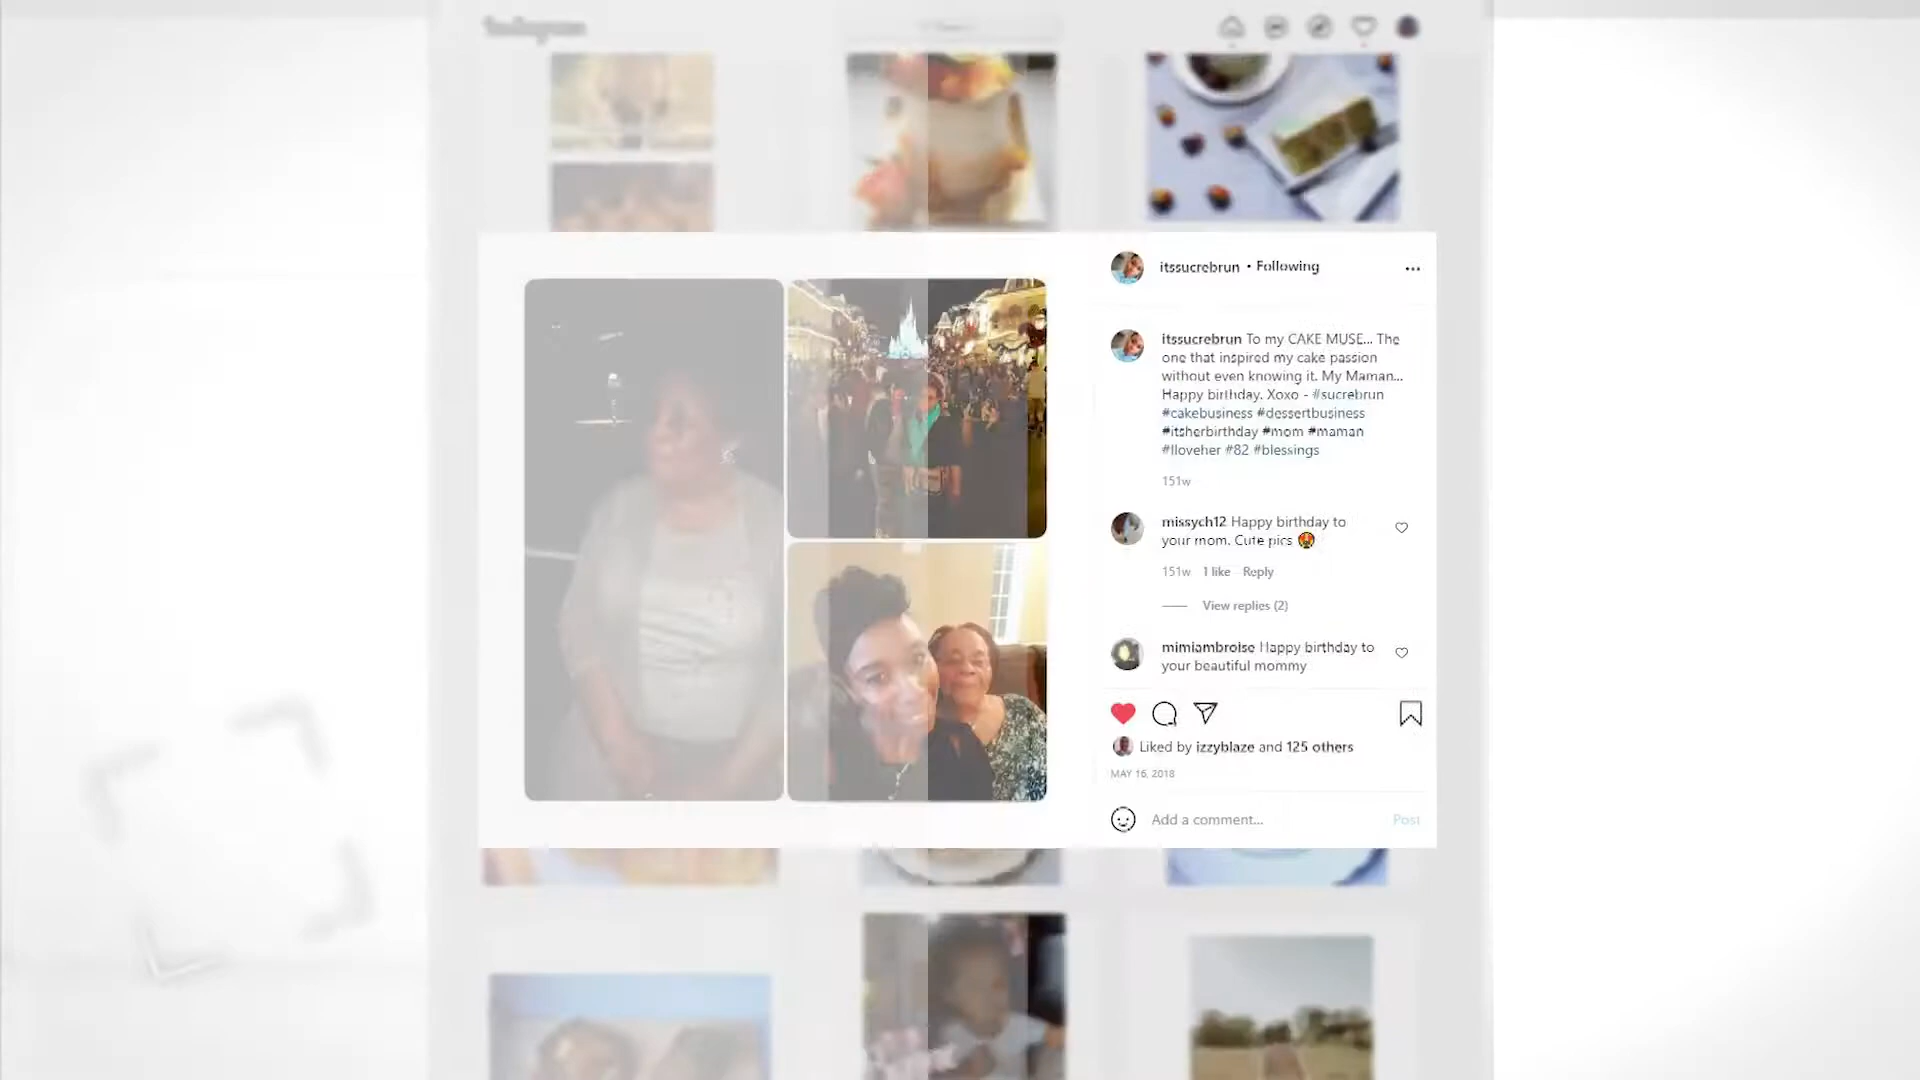 Instagram
itssucrebrun • Following
itssucrebrun To my CAKE MUSE... The
one that inspired my cake passion
without even knowing it. My Maman...
Happy birthday. Xoxo - #sucrebrun
#cakebusiness #dessertbusiness
#itsherbirthday #mom #maman
#Iloveher #82 #blessings
151w
missych12 Happy birthday to
your mom. Cute pics 😍
151w 1 like Reply
View replies (2)
mimiambroise Happy birthday to
your beautiful mommy
Liked by izzyblaze and 125 others
MAY 16, 2018
Add a comment... Post